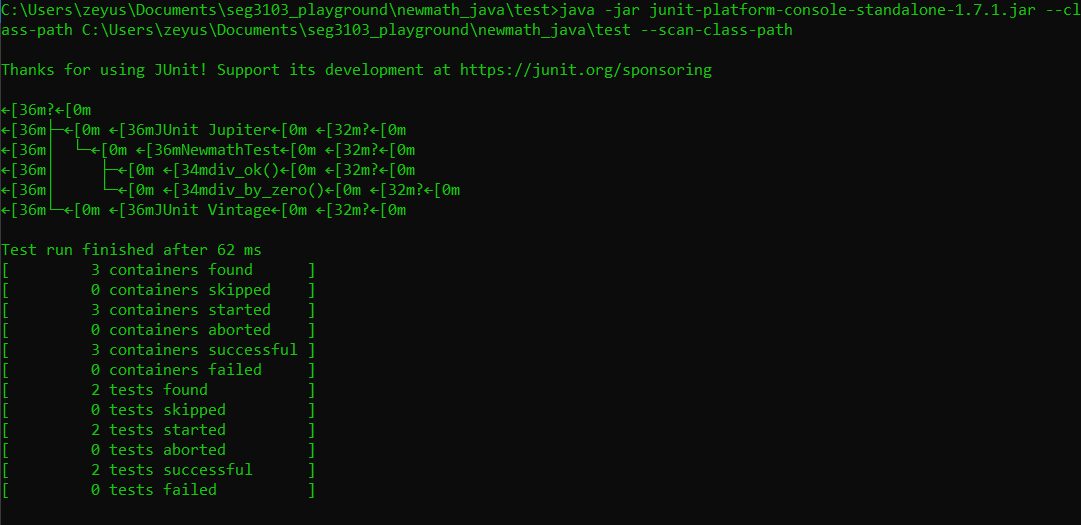 C:\Users\zeyus\Documents\seg3103_playground\newmath_java\test>java -jar junit-platform-console-standalone-1.7.1.jar --cl
ass-path C:\Users\zeyus\Documents\seg3103_playground\newmath_java\test --scan-class-path

Thanks for using JUnit! Support its development at https://junit.org/sponsoring

←[36m?←[0m
←[36m├─←[0m ←[36mJUnit Jupiter←[0m ←[32m?←[0m
←[36m│  └─←[0m ←[36mNewmathTest←[0m ←[32m?←[0m
←[36m│     ├─←[0m ←[34mdiv_ok()←[0m ←[32m?←[0m
←[36m│     └─←[0m ←[34mdiv_by_zero()←[0m ←[32m?←[0m
←[36m└─←[0m ←[36mJUnit Vintage←[0m ←[32m?←[0m

Test run finished after 62 ms
[         3 containers found      ]
[         0 containers skipped    ]
[         3 containers started    ]
[         0 containers aborted    ]
[         3 containers successful ]
[         0 containers failed     ]
[         2 tests found           ]
[         0 tests skipped         ]
[         2 tests started         ]
[         0 tests aborted         ]
[         2 tests successful      ]
[         0 tests failed          ]